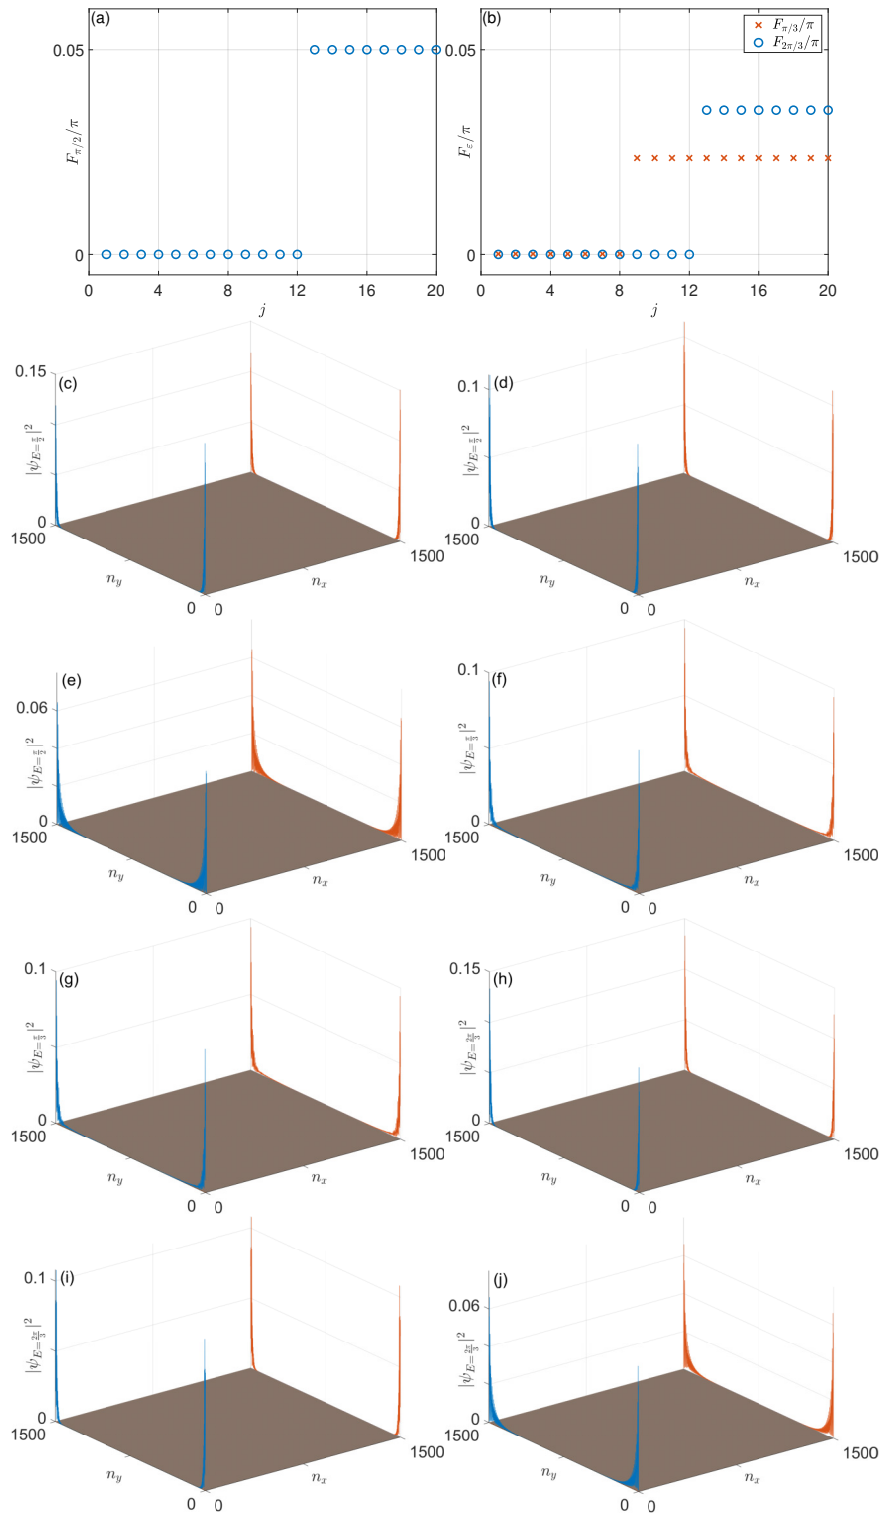 (a)
0.05
0
F_{π/2}/π
0 4 8 12 16 20
j
(b)
0.05
0
F_ε/π
F_{π/3}/π
F_{2π/3}/π
0 4 8 12 16 20
j
(c)
0.15
0
|ψ_{E=π/2}|²
1500
n_y
0
0
n_x
1500
(d)
0.1
0
|ψ_{E=π/2}|²
1500
n_y
0
0
n_x
1500
(e)
0.06
0
|ψ_{E=π/2}|²
1500
n_y
0
0
n_x
1500
(f)
0.1
0
|ψ_{E=π/3}|²
1500
n_y
0
0
n_x
1500
(g)
0.1
0
|ψ_{E=π/3}|²
1500
n_y
0
0
n_x
1500
(h)
0.15
0
|ψ_{E=2π/3}|²
1500
n_y
0
0
n_x
1500
(i)
0.1
0
|ψ_{E=2π/3}|²
1500
n_y
0
0
n_x
1500
(j)
0.06
0
|ψ_{E=2π/3}|²
1500
n_y
0
0
n_x
1500